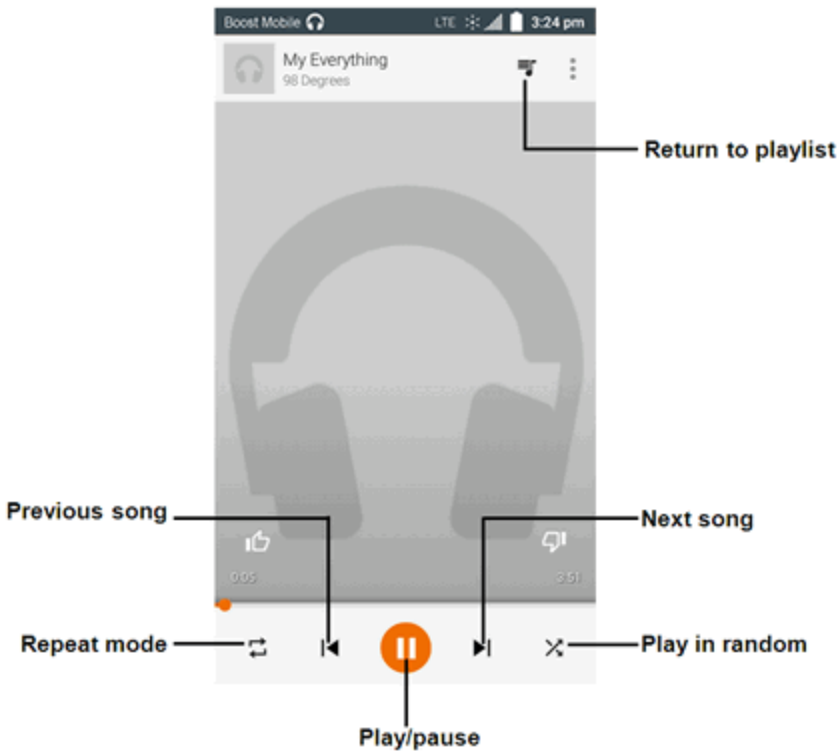 Boost Mobile LTE 3:24 pm
My Everything
98 Degrees
Return to playlist
Previous song
Next song
0:05 3:51
Repeat mode
Play in random
Play/pause